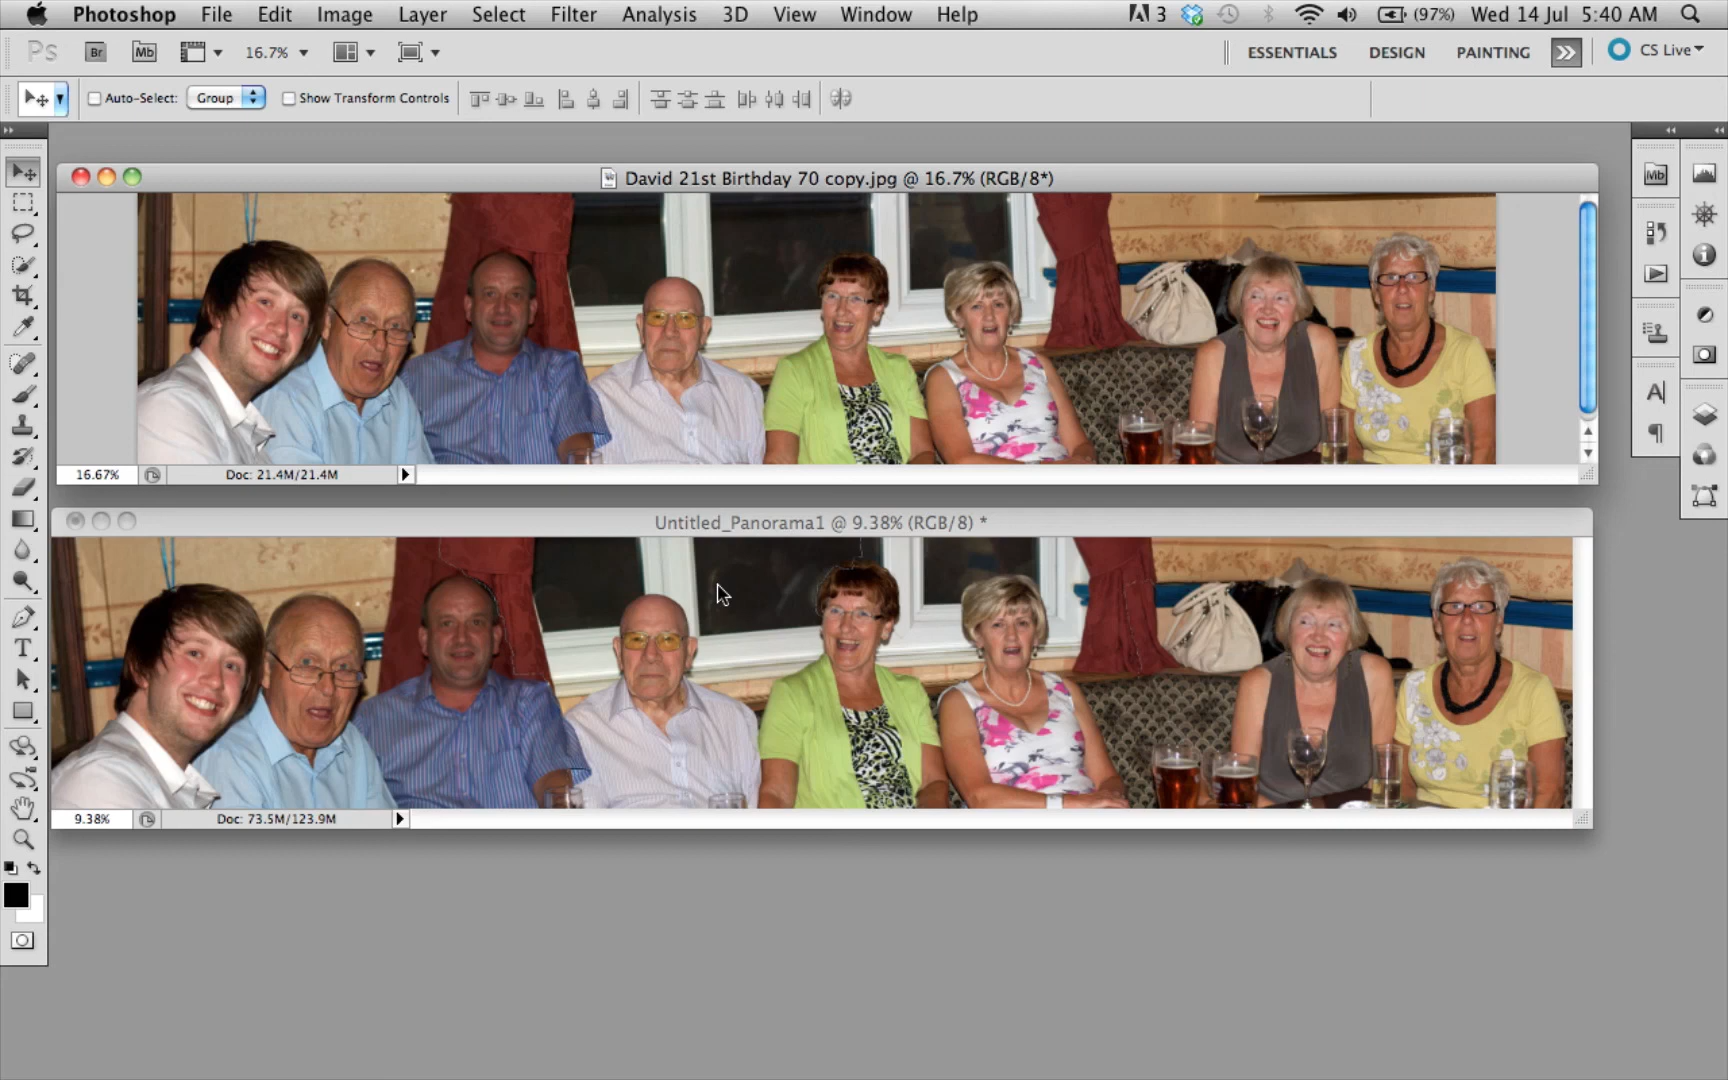 Photoshop File Edit Image Layer Select Filter Analysis 3D View Window Help 3 (97%) Wed 14 Jul 5:40 AM
Ps Br Mb 16.7% ESSENTIALS DESIGN PAINTING CS Live
Auto-Select: Group Show Transform Controls
David 21st Birthday 70 copy.jpg @ 16.7% (RGB/8*)
Mb
A
16.67% Doc: 21.4M/21.4M
Untitled_Panorama1 @ 9.38% (RGB/8) *
T
9.38% Doc: 73.5M/123.9M